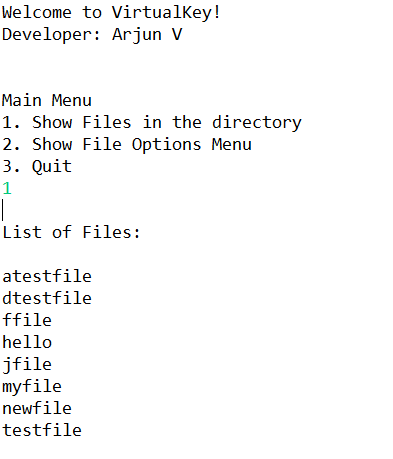 Welcome to VirtualKey!
Developer: Arjun V
Main Menu
1. Show Files in the directory
2. Show File Options Menu
3. Quit
1
List of Files:
atestfile
dtestfile
ffile
hello
jfile
myfile
newfile
testfile